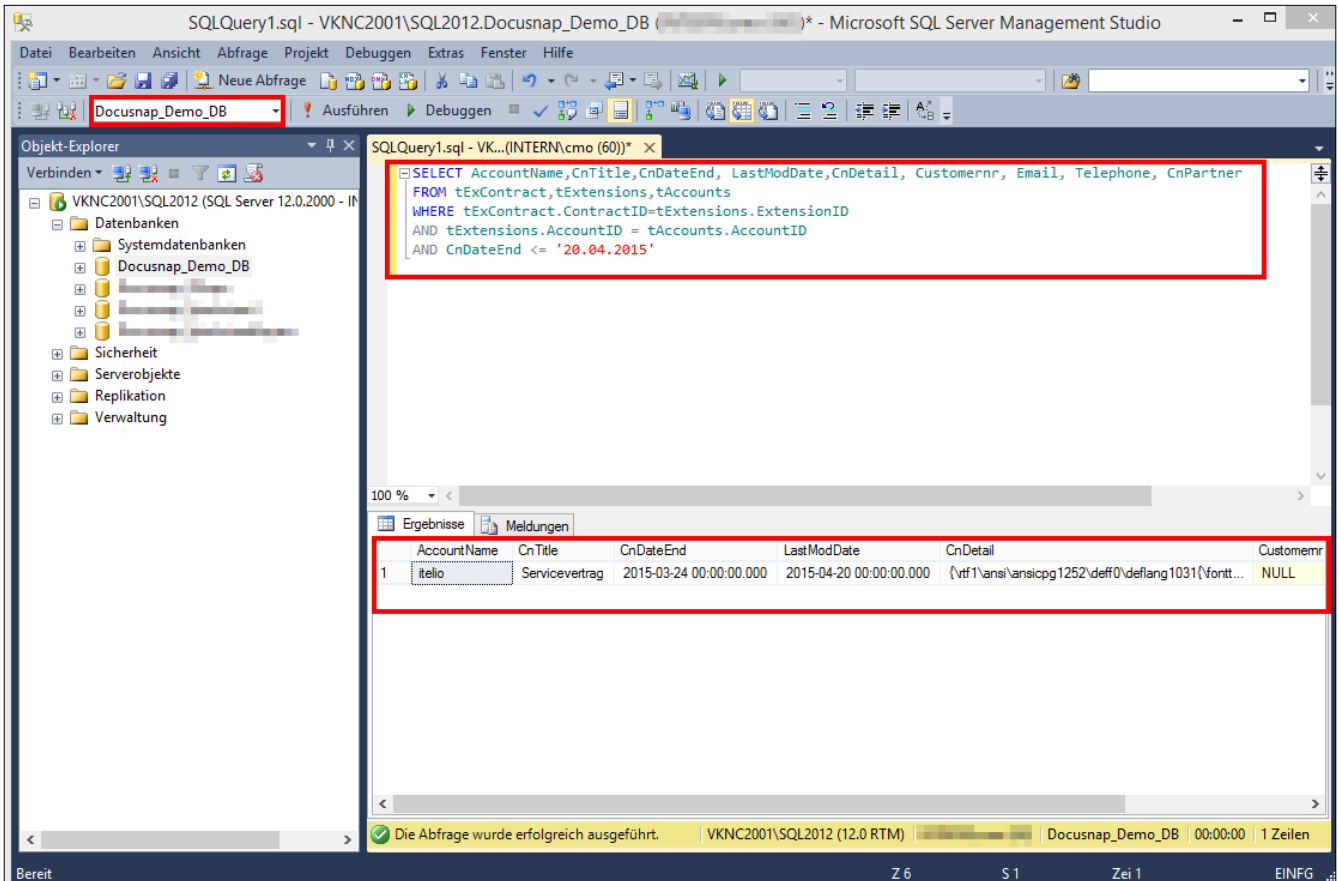 SQLQuery1.sql - VKNC2001\SQL2012.Docusnap_Demo_DB ( )* - Microsoft SQL Server Management Studio
Datei Bearbeiten Ansicht Abfrage Projekt Debuggen Extras Fenster Hilfe
Neue Abfrage
Docusnap_Demo_DB Ausführen Debuggen
Objekt-Explorer
Verbinden
VKNC2001\SQL2012 (SQL Server 12.0.2000 - IN
Datenbanken
Systemdatenbanken
Docusnap_Demo_DB
Sicherheit
Serverobjekte
Replikation
Verwaltung
SQLQuery1.sql - VK...(INTERN\cmo (60))*
SELECT AccountName,CnTitle,CnDateEnd, LastModDate,CnDetail, Customernr, Email, Telephone, CnPartner
FROM tExContract,tExtensions,tAccounts
WHERE tExContract.ContractID=tExtensions.ExtensionID
AND tExtensions.AccountID = tAccounts.AccountID
AND CnDateEnd <= '20.04.2015'
100 %
Ergebnisse Meldungen
AccountName CnTitle CnDateEnd LastModDate CnDetail Customernr
1 itelio Servicevertrag 2015-03-24 00:00:00.000 2015-04-20 00:00:00.000 {\rtf1\ansi\ansicpg1252\deff0\deflang1031{\fontt... NULL
Die Abfrage wurde erfolgreich ausgeführt. VKNC2001\SQL2012 (12.0 RTM) Docusnap_Demo_DB 00:00:00 1 Zeilen
Bereit Z 6 S 1 Zei 1 EINFG